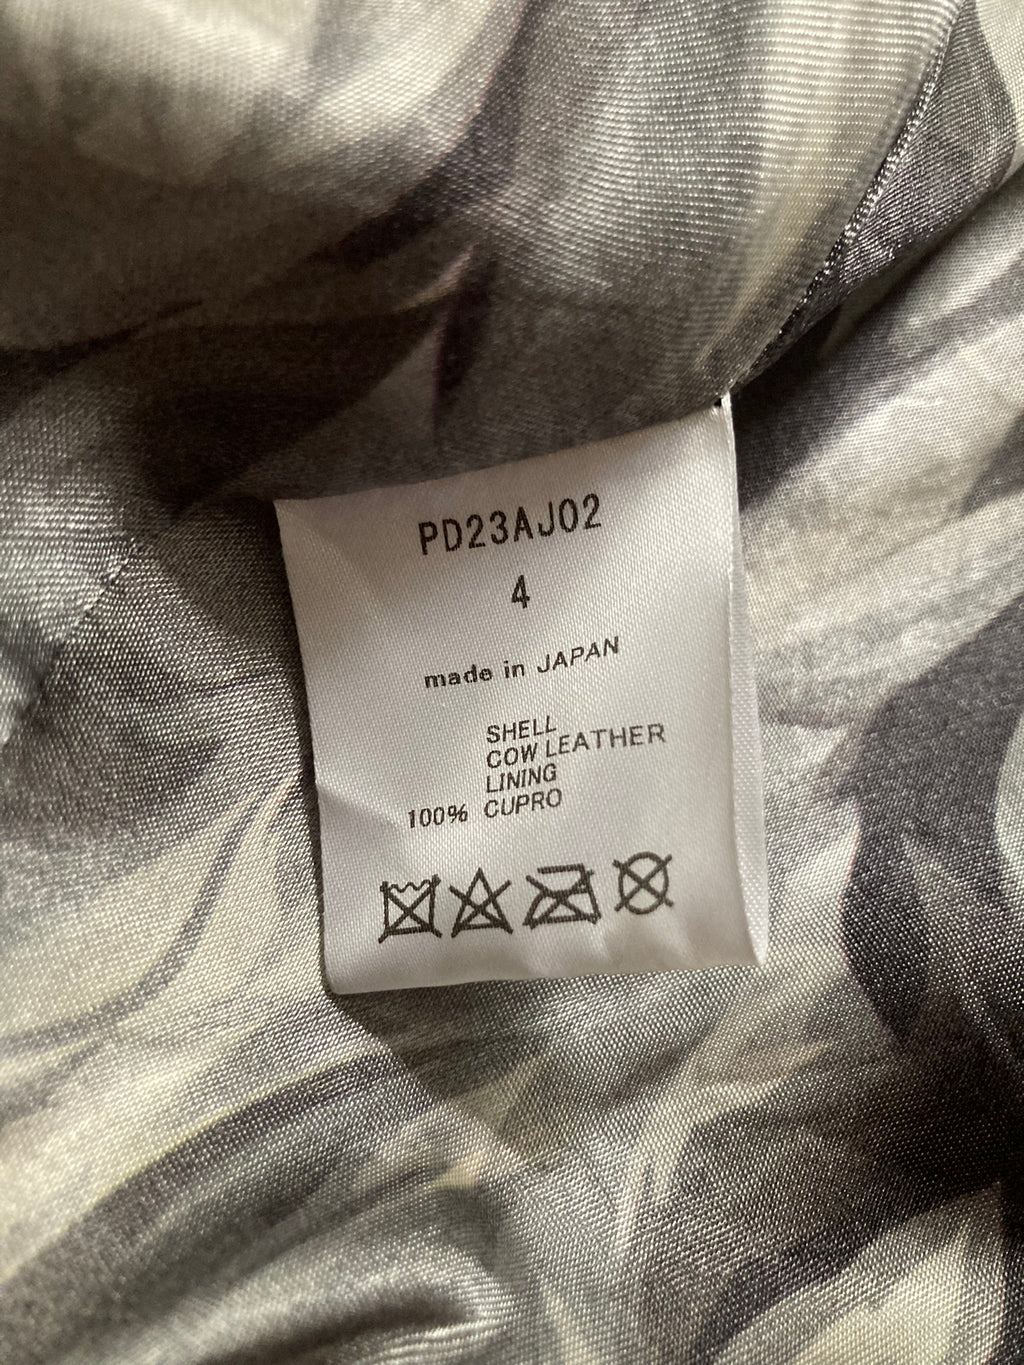 PD23AJ02
4
made in JAPAN
SHELL
COW LEATHER
LINING
100% CUPRO